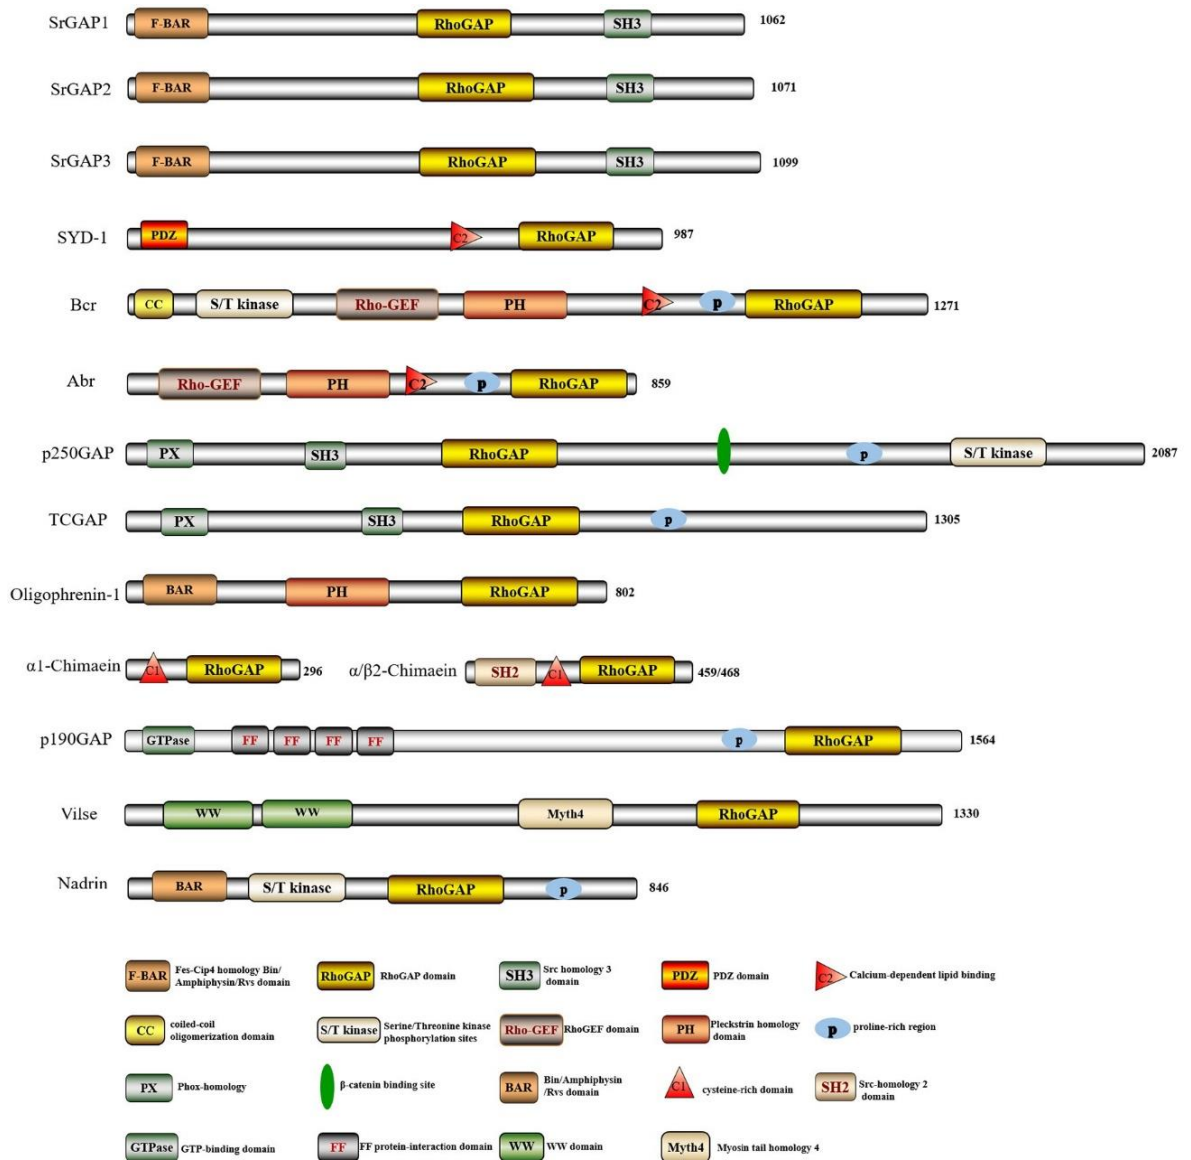 SrGAP1 F-BAR RhoGAP SH3 1062
SrGAP2 F-BAR RhoGAP SH3 1071
SrGAP3 F-BAR RhoGAP SH3 1099
SYD-1 PDZ C2 RhoGAP 987
Bcr CC S/T kinase Rho-GEF PH C2 p RhoGAP 1271
Abr Rho-GEF PH C2 p RhoGAP 859
p250GAP PX SH3 RhoGAP p S/T kinase 2087
TCGAP PX SH3 RhoGAP p 1305
Oligophrenin-1 BAR PH RhoGAP 802
α1-Chimaein C1 RhoGAP 296 α/β2-Chimaein SH2 C1 RhoGAP 459/468
p190GAP GTPase FF FF FF FF p RhoGAP 1564
Vilse WW WW Myth4 RhoGAP 1330
Nadrin BAR S/T kinase RhoGAP p 846
F-BAR Fes-Cip4 homology Bin/
Amphiphysin/Rvs domain
RhoGAP RhoGAP domain
SH3 Src homology 3
domain
PDZ PDZ domain
C2 Calcium-dependent lipid binding
CC coiled-coil
oligomerization domain
S/T kinase Serine/Threonine kinase
phosphorylation sites
Rho-GEF RhoGEF domain
PH Pleckstrin homology
domain
p proline-rich region
PX Phox-homology
β-catenin binding site
BAR Bin/Amphiphysin
/Rvs domain
C1 cysteine-rich domain
SH2 Src-homology 2
domain
GTPase GTP-binding domain
FF FF protein-interaction domain
WW WW domain
Myth4 Myosin tail homology 4